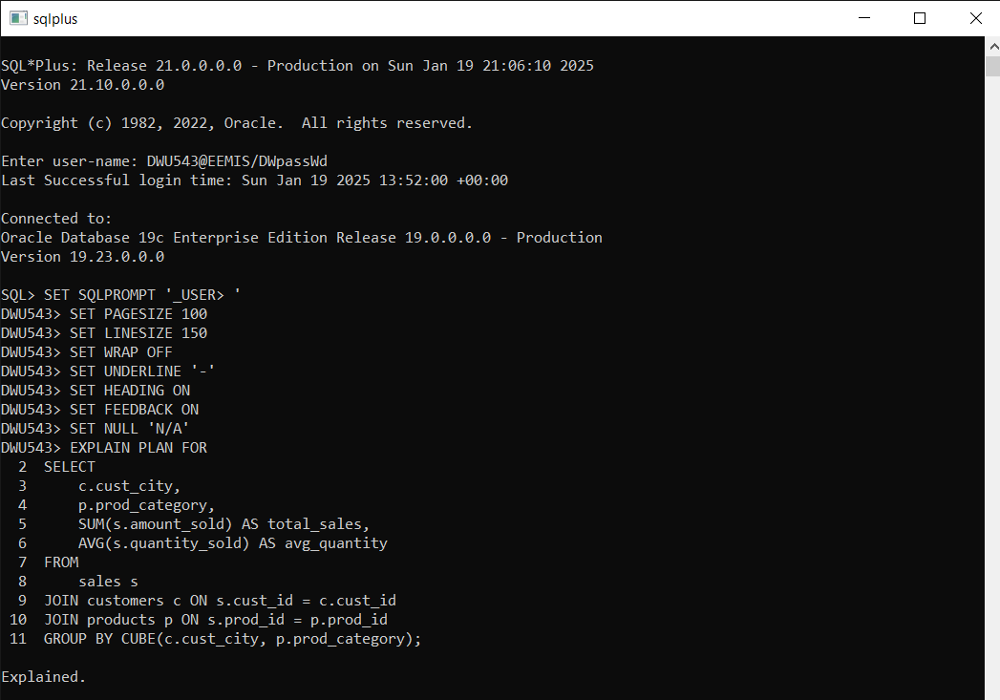 sqlplus
SQL*Plus: Release 21.0.0.0.0 - Production on Sun Jan 19 21:06:10 2025
Version 21.10.0.0.0
Copyright (c) 1982, 2022, Oracle.  All rights reserved.
Enter user-name: DWU543@EEMIS/DWpassWd
Last Successful login time: Sun Jan 19 2025 13:52:00 +00:00
Connected to:
Oracle Database 19c Enterprise Edition Release 19.0.0.0.0 - Production
Version 19.23.0.0.0
SQL> SET SQLPROMPT '_USER> '
DWU543> SET PAGESIZE 100
DWU543> SET LINESIZE 150
DWU543> SET WRAP OFF
DWU543> SET UNDERLINE '-'
DWU543> SET HEADING ON
DWU543> SET FEEDBACK ON
DWU543> SET NULL 'N/A'
DWU543> EXPLAIN PLAN FOR
  2  SELECT
  3      c.cust_city,
  4      p.prod_category,
  5      SUM(s.amount_sold) AS total_sales,
  6      AVG(s.quantity_sold) AS avg_quantity
  7  FROM
  8      sales s
  9  JOIN customers c ON s.cust_id = c.cust_id
 10  JOIN products p ON s.prod_id = p.prod_id
 11  GROUP BY CUBE(c.cust_city, p.prod_category);
Explained.